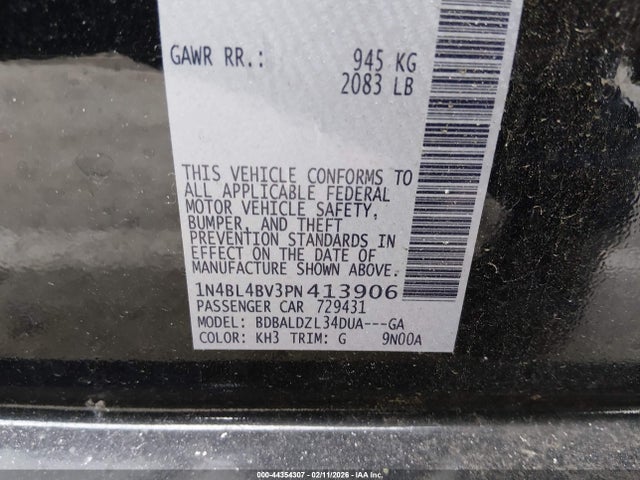 GAWR RR.: 945 KG
2083 LB
THIS VEHICLE CONFORMS TO
ALL APPLICABLE FEDERAL
MOTOR VEHICLE SAFETY,
BUMPER, AND THEFT
PREVENTION STANDARDS IN
EFFECT ON THE DATE OF
MANUFACTURE SHOWN ABOVE.
1N4BL4BV3PN413906
PASSENGER CAR 729431
MODEL: BDBALDZL34DUA---GA
COLOR: KH3 TRIM: G 9N00A
000-44354307 - 02/11/2026 - IAA, Inc.